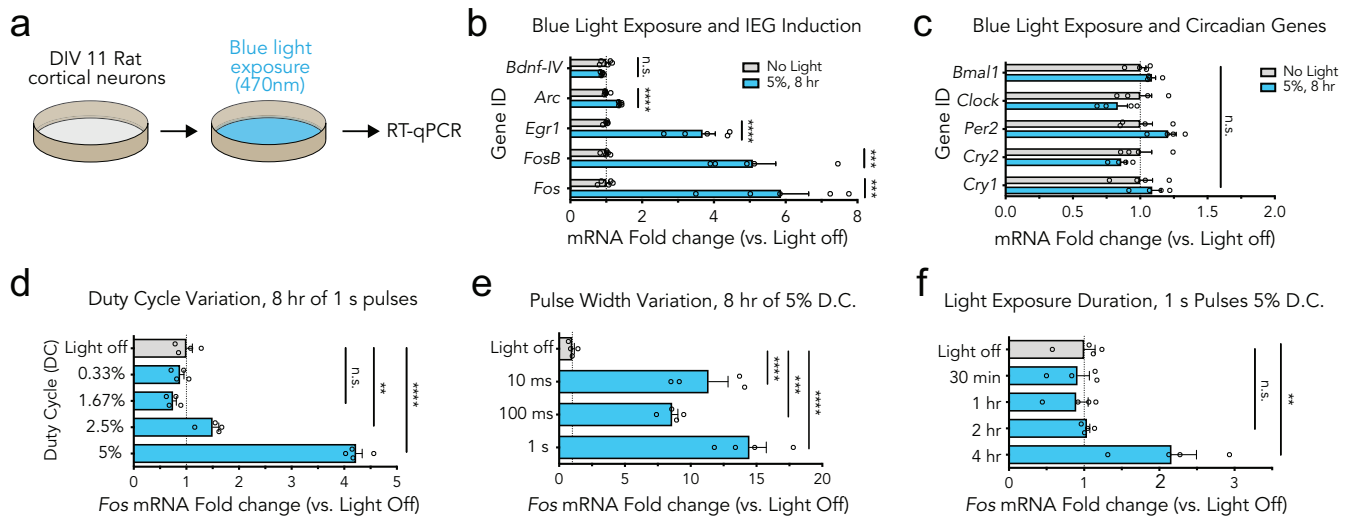 a
DIV 11 Rat
cortical neurons
Blue light
exposure
(470nm)
RT-qPCR
b
Blue Light Exposure and IEG Induction
Gene ID
Bdnf-IV
Arc
Egr1
FosB
Fos
No Light
5%, 8 hr
n.s.
****
****
***
***
0 2 4 6 8
mRNA Fold change (vs. Light off)
c
Blue Light Exposure and Circadian Genes
Gene ID
Bmal1
Clock
Per2
Cry2
Cry1
No Light
5%, 8 hr
n.s.
0.0 0.5 1.0 1.5 2.0
mRNA Fold change (vs. Light off)
d
Duty Cycle Variation, 8 hr of 1 s pulses
Duty Cycle (DC)
Light off
0.33%
1.67%
2.5%
5%
n.s.
**
****
0 1 2 3 4 5
Fos mRNA Fold change (vs. Light Off)
e
Pulse Width Variation, 8 hr of 5% D.C.
Light off
10 ms
100 ms
1 s
****
***
****
0 5 10 15 20
Fos mRNA Fold change (vs. Light Off)
f
Light Exposure Duration, 1 s Pulses 5% D.C.
Light off
30 min
1 hr
2 hr
4 hr
n.s.
**
0 1 2 3
Fos mRNA Fold change (vs. Light Off)